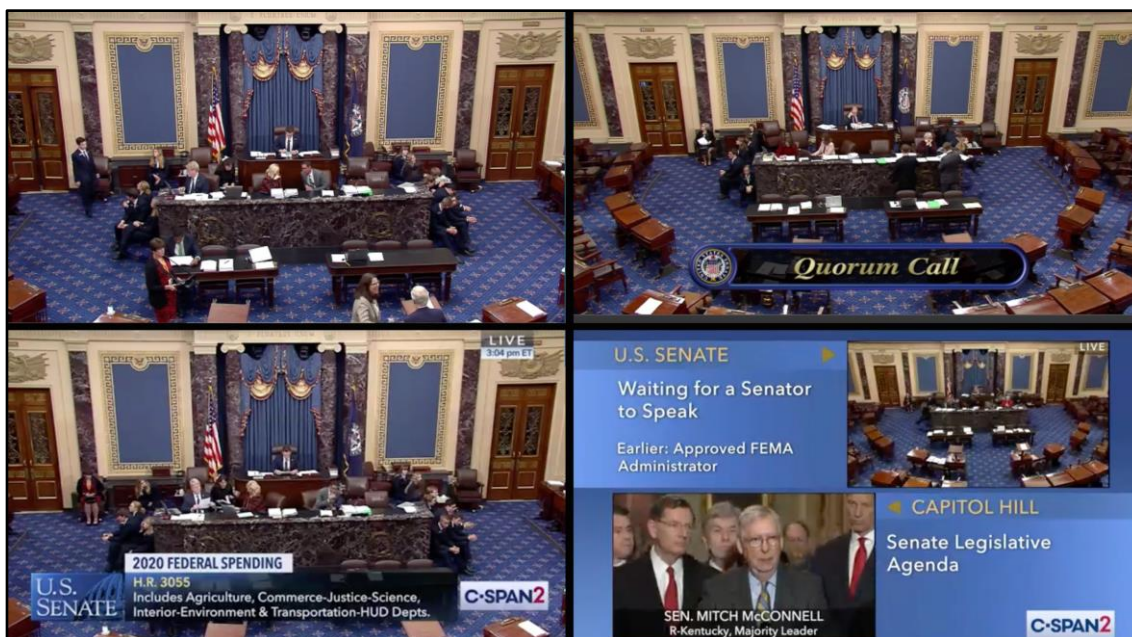 Quorum Call
LIVE
3:04 pm ET
2020 FEDERAL SPENDING
H.R. 3055
Includes Agriculture, Commerce-Justice-Science,
Interior-Environment & Transportation-HUD Depts.
U.S.
SENATE
C-SPAN2
U.S. SENATE
Waiting for a Senator
to Speak
Earlier: Approved FEMA
Administrator
LIVE
CAPITOL HILL
Senate Legislative
Agenda
SEN. MITCH McCONNELL
R-Kentucky, Majority Leader
C-SPAN2